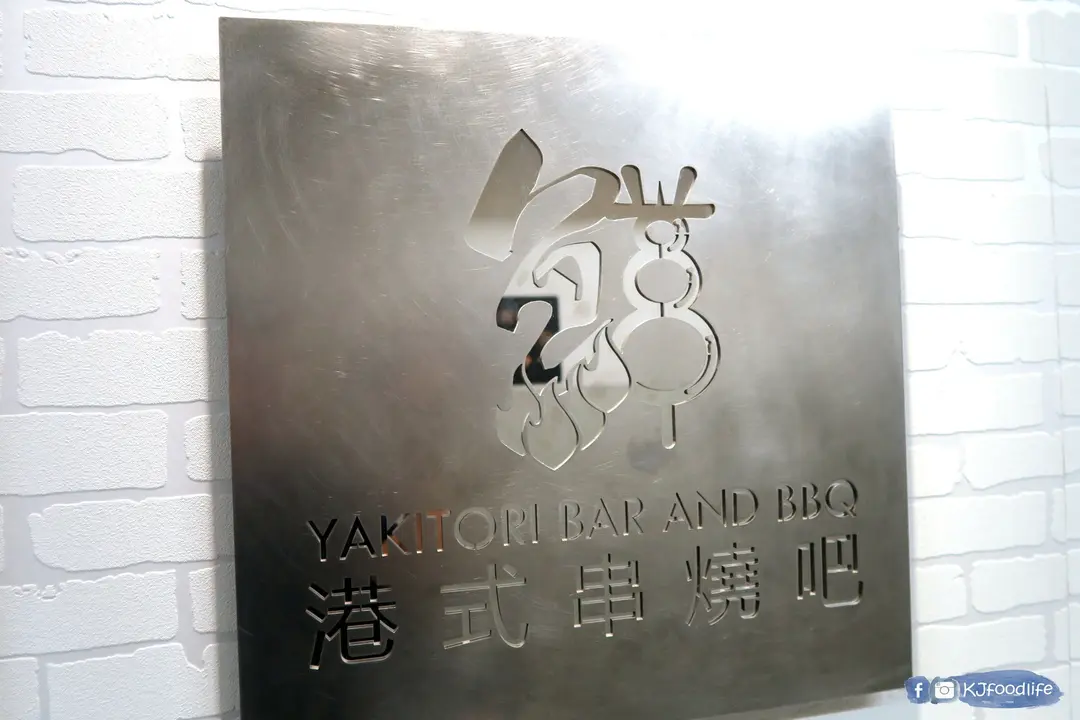 YAKITORI BAR AND BBQ
港式串燒吧
KJfoodlife